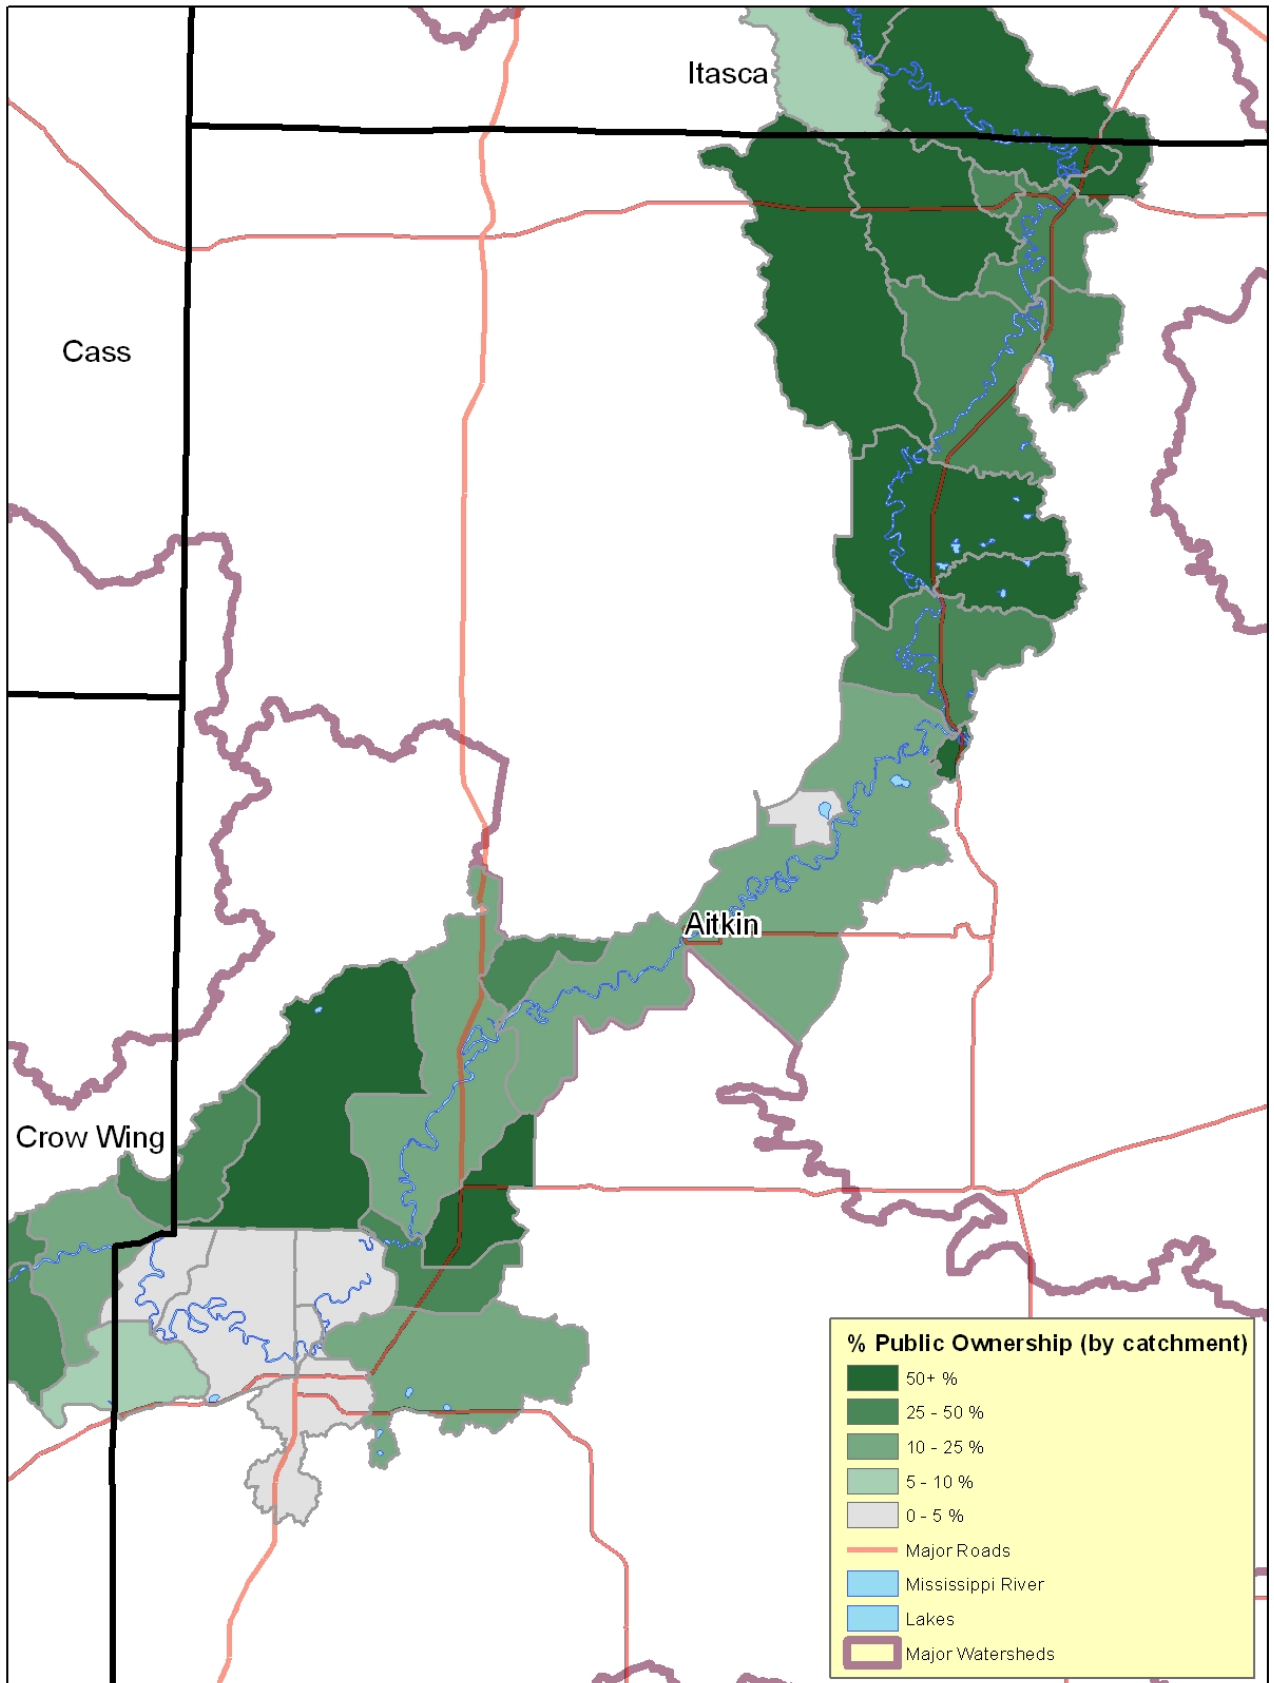 Itasca
Cass
Aitkin
Crow Wing
% Public Ownership (by catchment)
50+ %
25 - 50 %
10 - 25 %
5 - 10 %
0 - 5 %
Major Roads
Mississippi River
Lakes
Major Watersheds